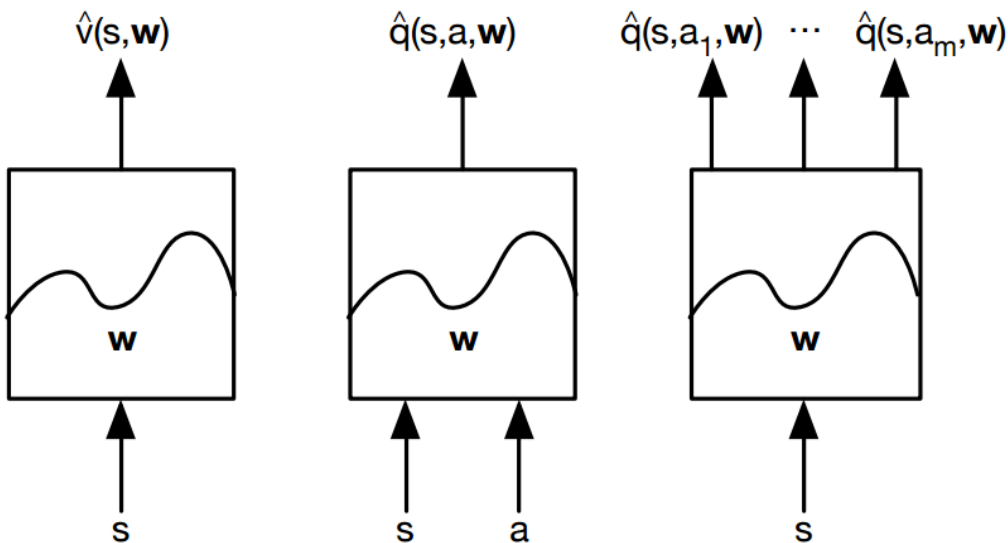 v̂(s,w) q̂(s,a,w) q̂(s,a₁,w) ⋯ q̂(s,aₘ,w)
w w w
s s a s